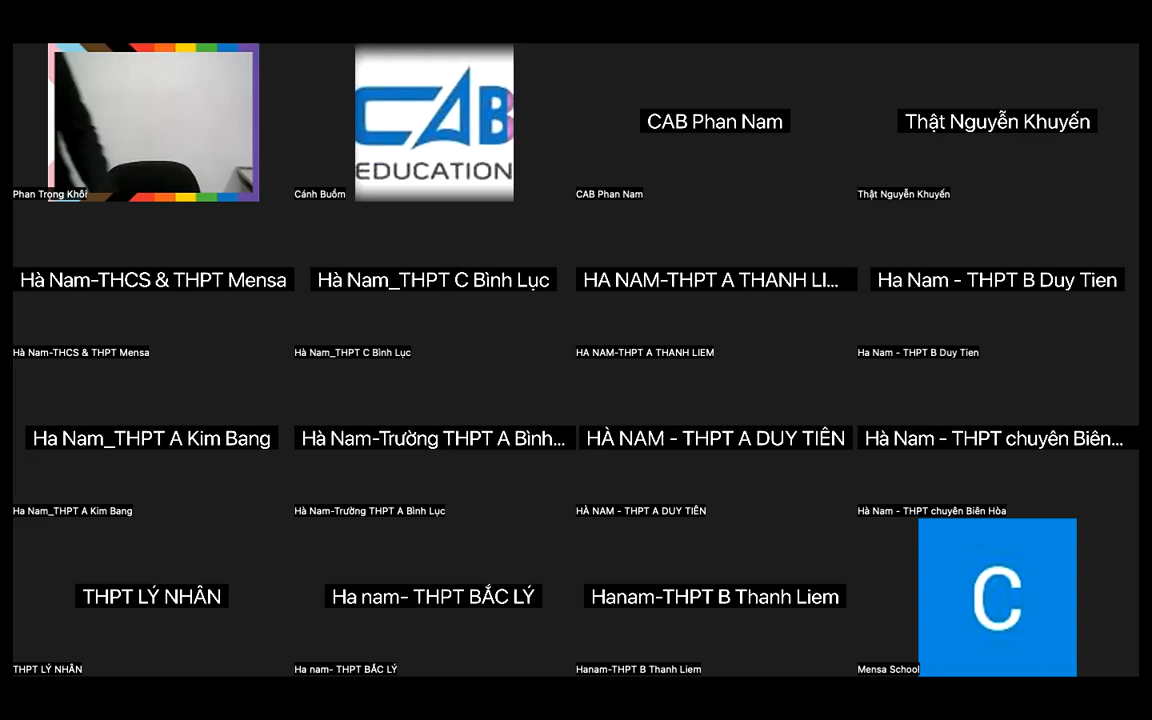 Phan Trọng Khôi
CAB
EDUCATION
Cánh Buồm
CAB Phan Nam
CAB Phan Nam
Thật Nguyễn Khuyến
Thật Nguyễn Khuyến
Hà Nam-THCS & THPT Mensa
Hà Nam-THCS & THPT Mensa
Hà Nam_THPT C Bình Lục
Hà Nam_THPT C Bình Lục
HA NAM-THPT A THANH LI...
HA NAM-THPT A THANH LIEM
Ha Nam - THPT B Duy Tien
Ha Nam - THPT B Duy Tien
Ha Nam_THPT A Kim Bang
Ha Nam_THPT A Kim Bang
Hà Nam-Trường THPT A Bình...
Hà Nam-Trường THPT A Bình Lục
HÀ NAM - THPT A DUY TIÊN
HÀ NAM - THPT A DUY TIÊN
Hà Nam - THPT chuyên Biên...
Hà Nam - THPT chuyên Biên Hòa
THPT LÝ NHÂN
THPT LÝ NHÂN
Ha nam- THPT BẮC LÝ
Ha nam- THPT BẮC LÝ
Hanam-THPT B Thanh Liem
Hanam-THPT B Thanh Liem
C
Mensa School